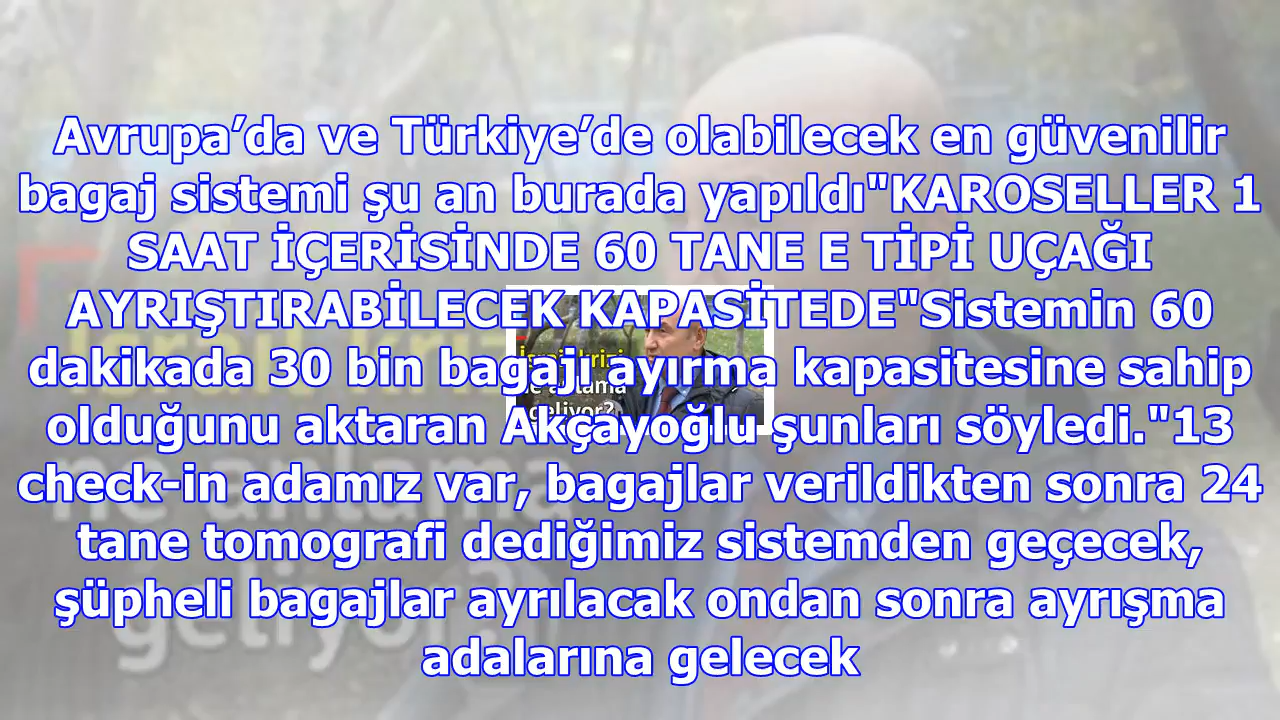 Avrupa’da ve Türkiye’de olabilecek en güvenilir
bagaj sistemi şu an burada yapıldı"KAROSELLER 1
SAAT İÇERİSİNDE 60 TANE E TİPİ UÇAĞI
AYRIŞTIRABİLECEK KAPASİTEDE"Sistemin 60
dakikada 30 bin bagajı ayırma kapasitesine sahip
olduğunu aktaran Akçayoğlu şunları söyledi."13
check-in adamız var, bagajlar verildikten sonra 24
tane tomografi dediğimiz sistemden geçecek,
şüpheli bagajlar ayrılacak ondan sonra ayrışma
adalarına gelecek
ne anlama
geliyor?